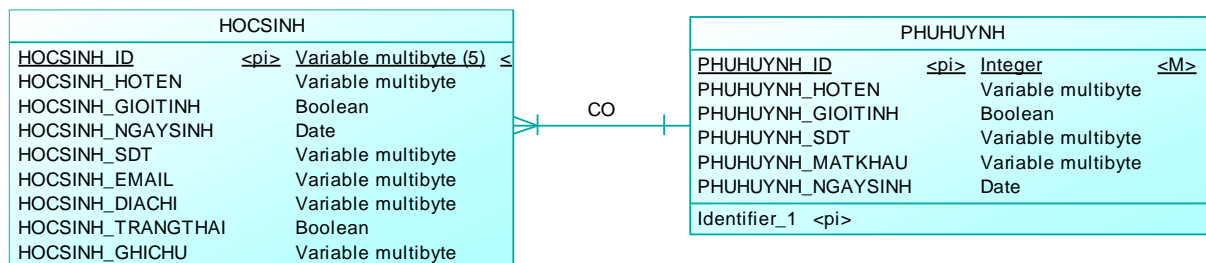 HOCSINH
HOCSINH_ID <pi> Variable multibyte (5) <
HOCSINH_HOTEN Variable multibyte
HOCSINH_GIOITINH Boolean
HOCSINH_NGAYSINH Date
HOCSINH_SDT Variable multibyte
HOCSINH_EMAIL Variable multibyte
HOCSINH_DIACHI Variable multibyte
HOCSINH_TRANGTHAI Boolean
HOCSINH_GHICHU Variable multibyte
CO
PHUHUYNH
PHUHUYNH_ID <pi> Integer <M>
PHUHUYNH_HOTEN Variable multibyte
PHUHUYNH_GIOITINH Boolean
PHUHUYNH_SDT Variable multibyte
PHUHUYNH_MATKHAU Variable multibyte
PHUHUYNH_NGAYSINH Date
Identifier_1 <pi>